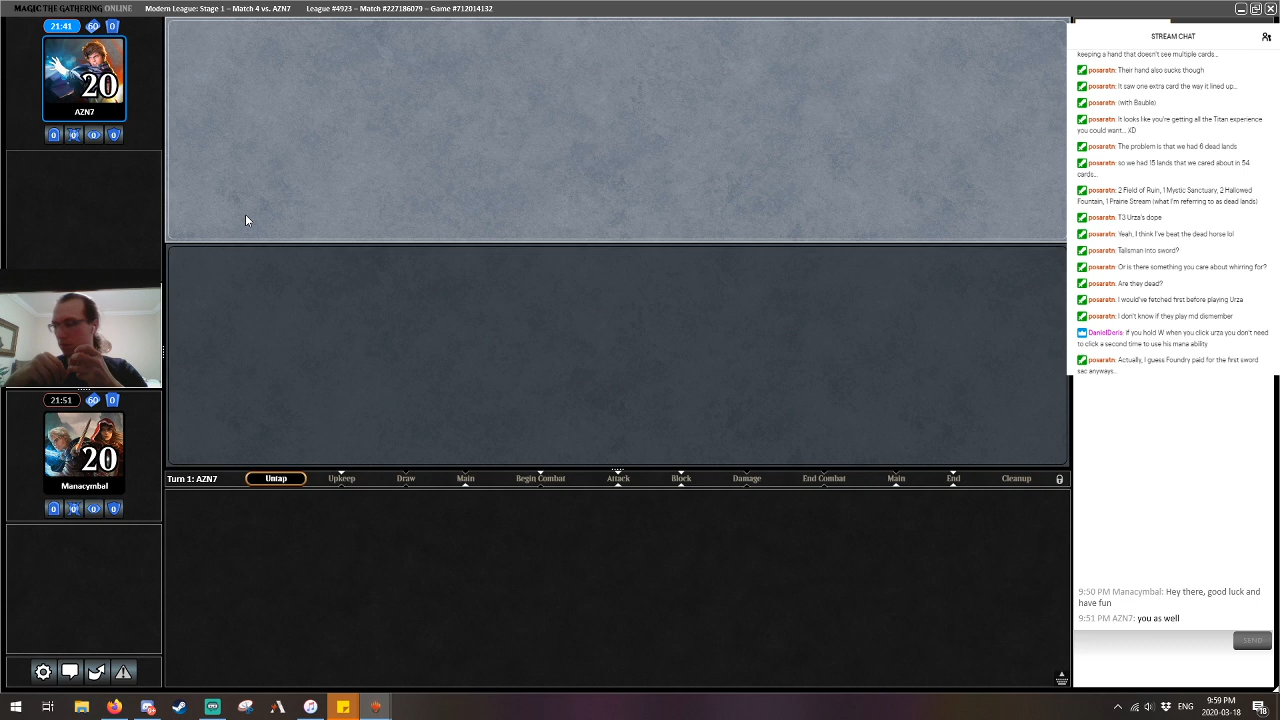 MAGIC THE GATHERING ONLINE Modern League: Stage 1 – Match 4 vs. AZN7 League #4923 – Match #227186079 – Game #712014132
21:41 60 0
20
AZN7
0 0 0 0
21:51 60 0
20
Manacymbal
0 0 0 0
Turn 1: AZN7 Untap Upkeep Draw Main Begin Combat Attack Block Damage End Combat Main End Cleanup
STREAM CHAT
keeping a hand that doesn't see multiple cards...
posaratn: Their hand also sucks though
posaratn: It saw one extra card the way it lined up...
posaratn: (with Bauble)
posaratn: It looks like you're getting all the Titan experience
you could want... XD
posaratn: The problem is that we had 6 dead lands
posaratn: so we had 15 lands that we cared about in 54
cards...
posaratn: 2 Field of Ruin, 1 Mystic Sanctuary, 2 Hallowed
Fountain, 1 Prairie Stream (what I'm referring to as dead lands)
posaratn: T3 Urza's dope
posaratn: Yeah, I think I've beat the dead horse lol
posaratn: Talisman into sword?
posaratn: Or is there something you care about whirring for?
posaratn: Are they dead?
posaratn: I would've fetched first before playing Urza
posaratn: I don't know if they play md dismember
DanielDeris: if you hold W when you click urza you don't need
to click a second time to use his mana ability
posaratn: Actually, I guess Foundry paid for the first sword
sac anyways...
9:50 PM Manacymbal: Hey there, good luck and
have fun
9:51 PM AZN7: you as well
SEND
ENG
9:59 PM
2020-03-18
18